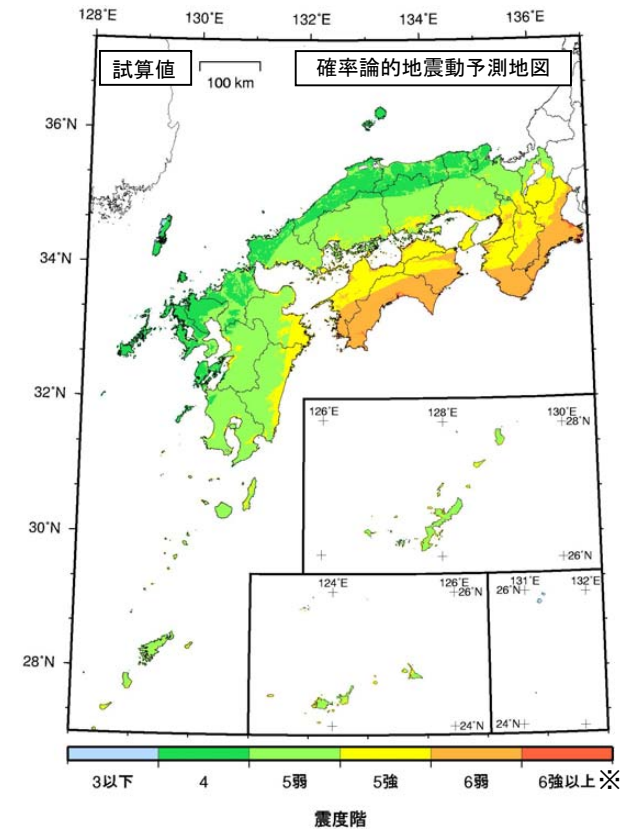 128˚E 130˚E 132˚E 134˚E 136˚E
試算値
100 km
確率論的地震動予測地図
36˚N
34˚N
32˚N
30˚N
28˚N
126˚E 128˚E 130˚E
28˚N
26˚N
124˚E 126˚E
26˚N
24˚N
131˚E 132˚E
26˚N
24˚N
3以下 4 5弱 5強 6弱 6強以上※
震度階